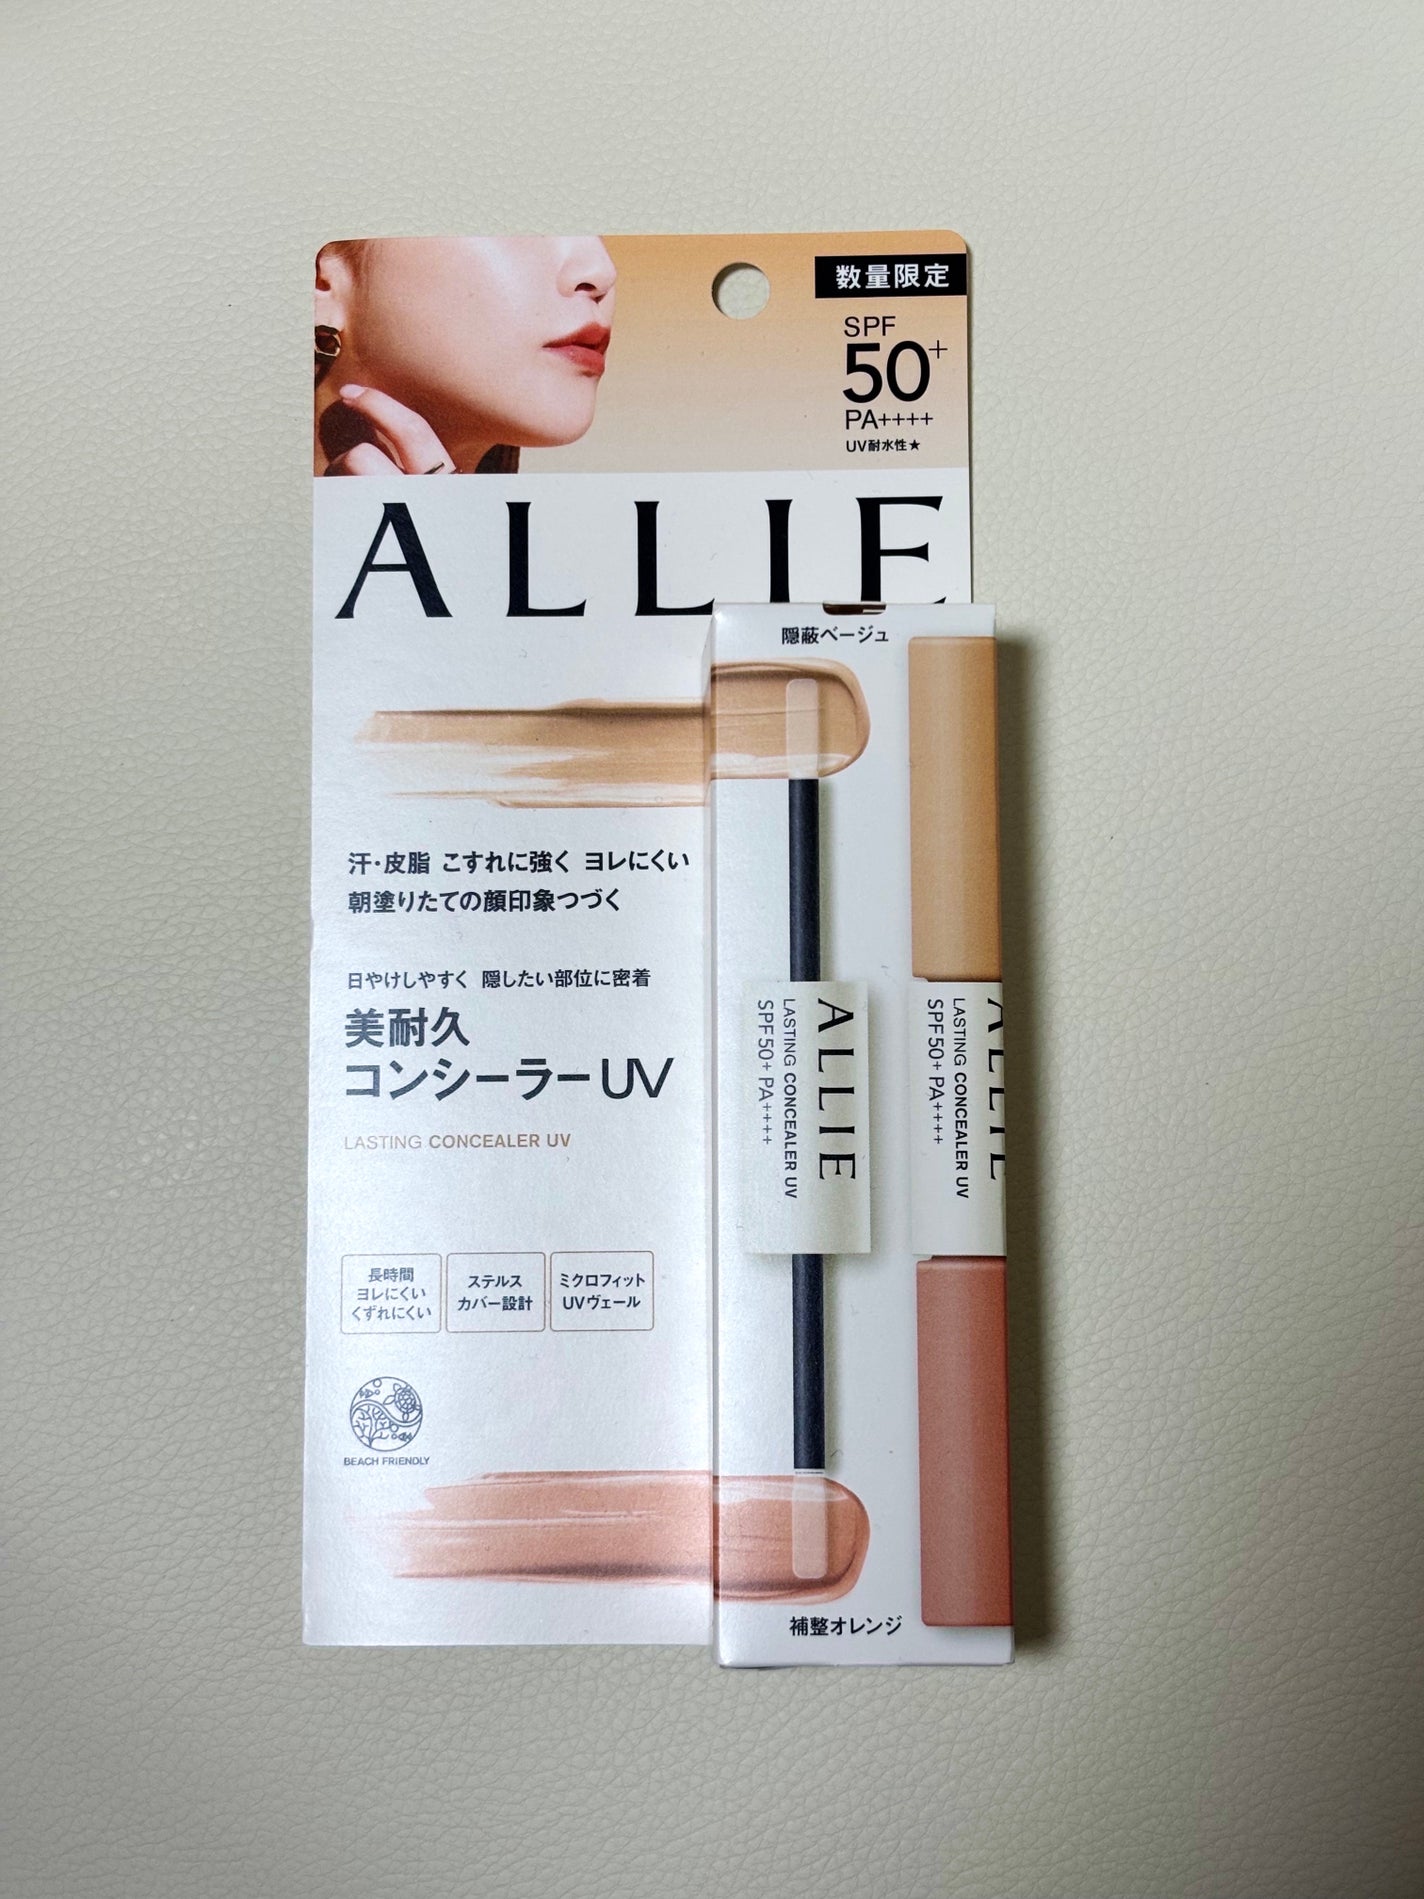 数量限定
SPF
50+
PA++++
UV耐水性★
ALLIE
隠蔽ベージュ
汗・皮脂 こすれに強く ヨレにくい
朝塗りたての顔印象つづく
日やけしやすく 隠したい部位に密着
美耐久
コンシーラーUV
LASTING CONCEALER UV
長時間
ヨレにくい
くずれにくい
ステルス
カバー設計
ミクロフィット
UVヴェール
BEACH FRIENDLY
ALLIE
LASTING CONCEALER UV
SPF50+ PA++++
ALLIE
LASTING CONCEALER UV
SPF50+ PA++++
補整オレンジ